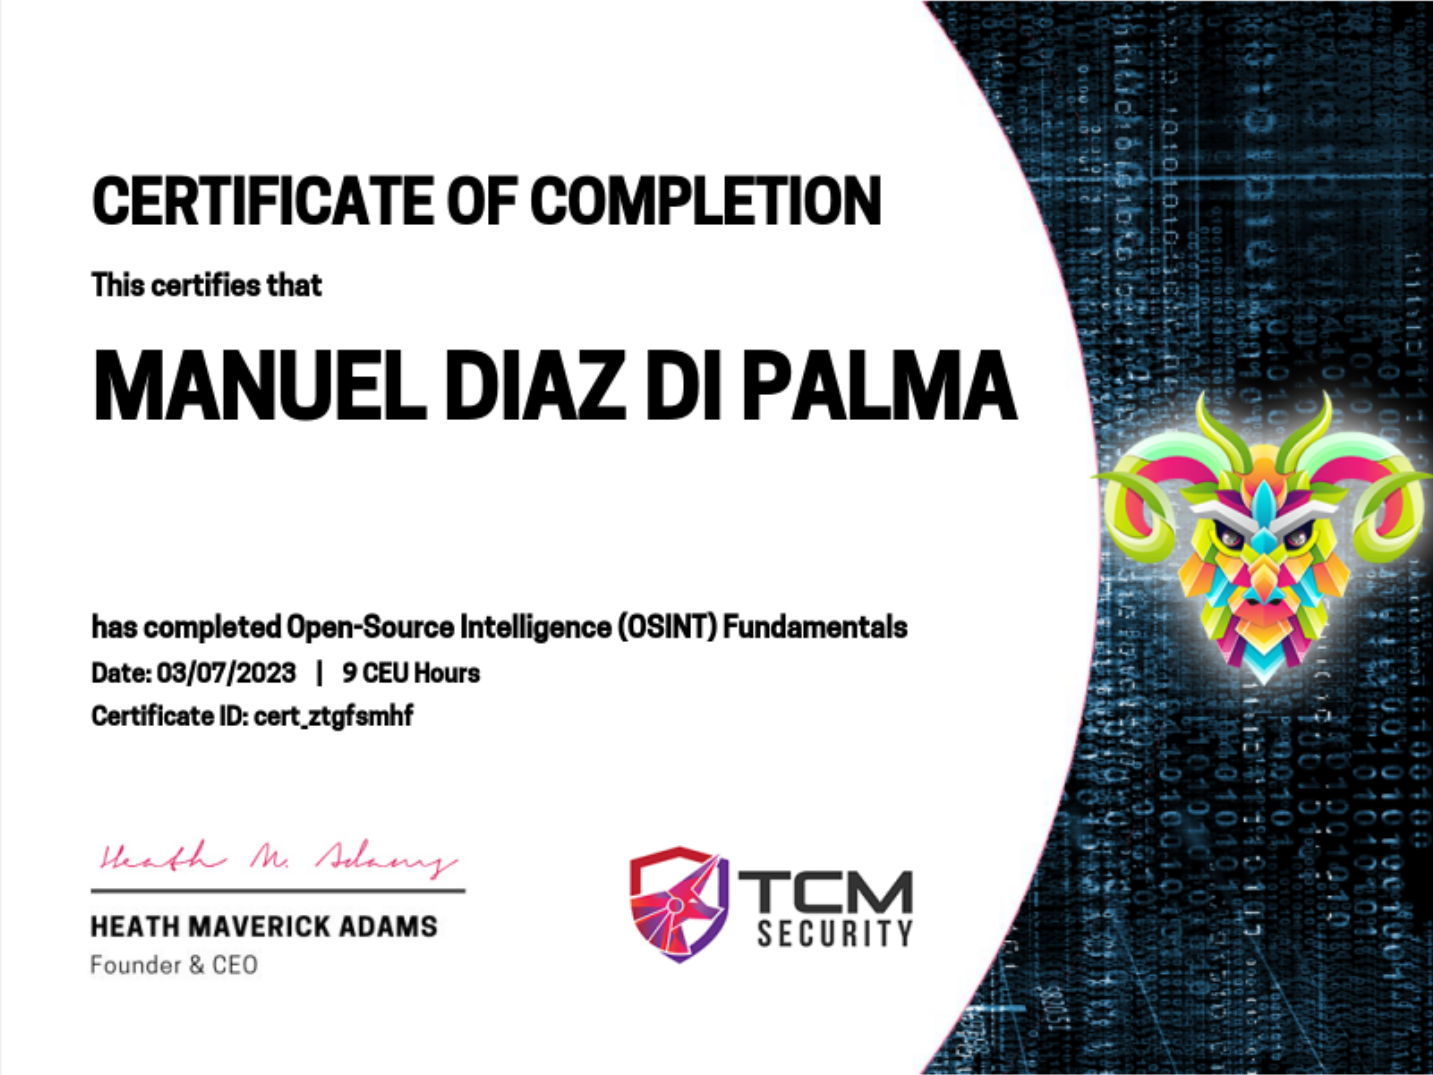 CERTIFICATE OF COMPLETION
This certifies that
MANUEL DIAZ DI PALMA
has completed Open-Source Intelligence (OSINT) Fundamentals
Date: 03/07/2023 | 9 CEU Hours
Certificate ID: cert_ztgfsmhf
Heath M. Adams
HEATH MAVERICK ADAMS
Founder & CEO
TCM
SECURITY